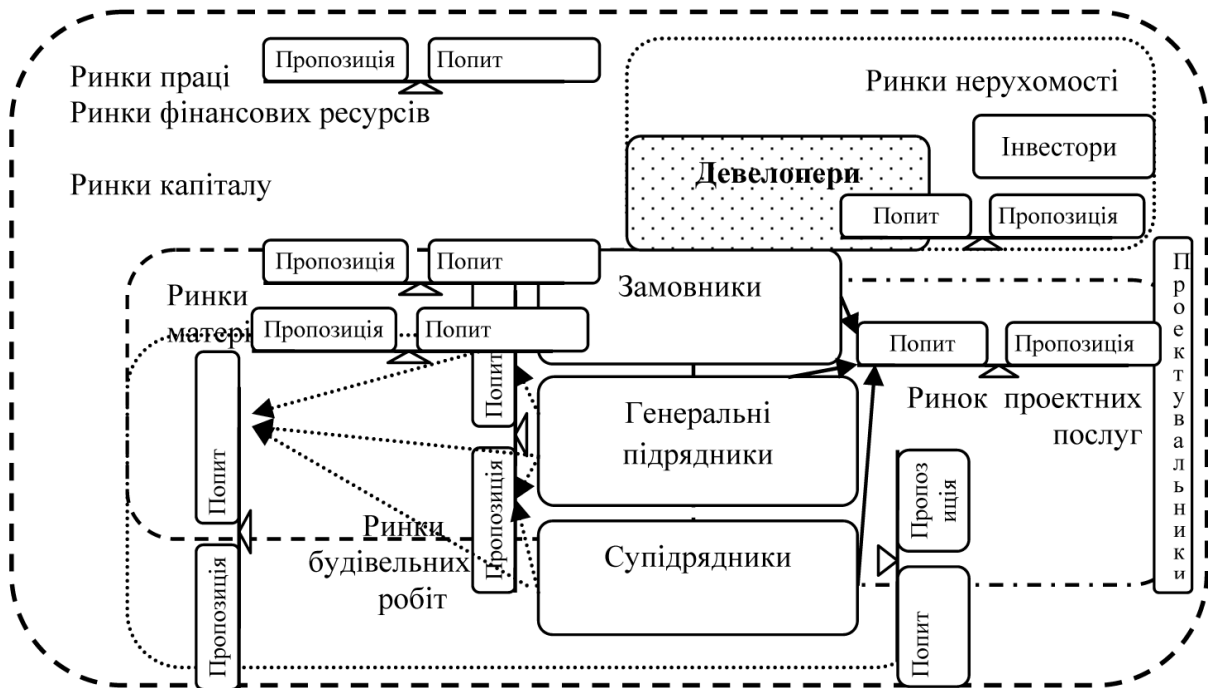 Пропозиція Попит
Ринки праці
Ринки фінансових ресурсів
Ринки капіталу
Ринки нерухомості
Інвестори
Девелопери
Попит Пропозиція
Пропозиція Попит
Замовники
Ринки
матері
Пропозиція Попит
Попит Пропозиція
Проектувальники
Попит
Генеральні
підрядники
Ринок проектних
послуг
Попит
Пропозиція
Пропоз
иція
Ринки
будівельних
робіт
Супідрядники
Пропозиція
Попит